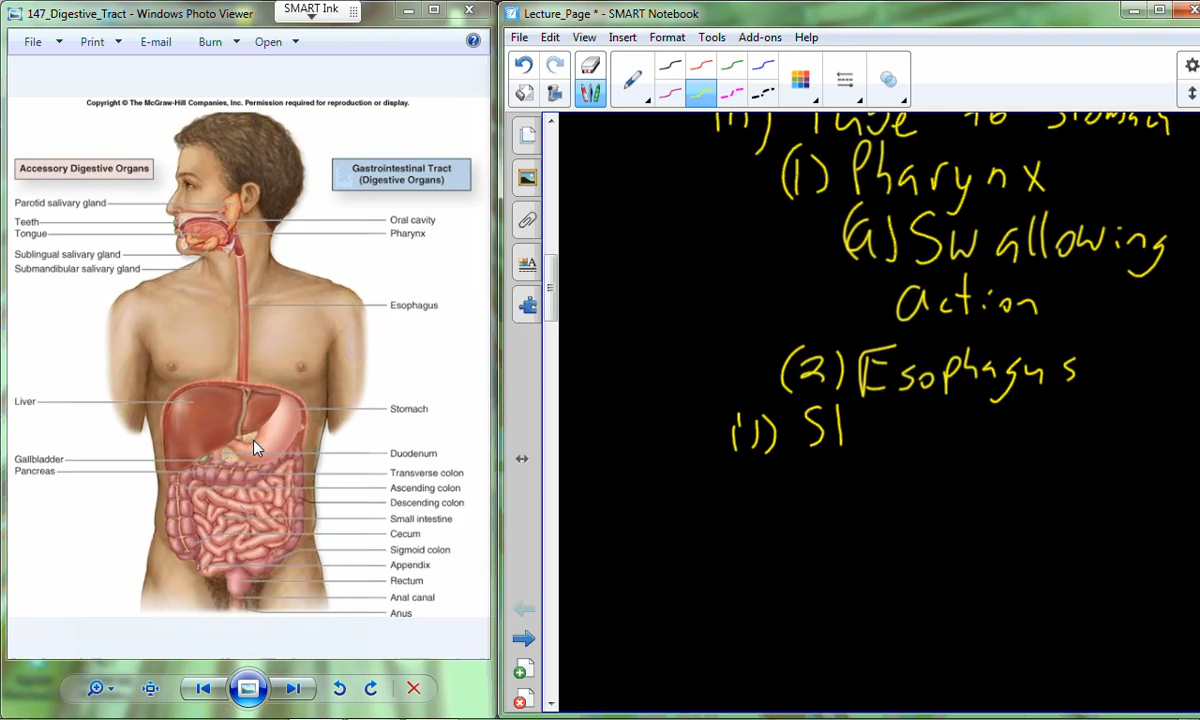 147_Digestive_Tract - Windows Photo Viewer
SMART Ink
File Print E-mail Burn Open
Copyright © The McGraw-Hill Companies, Inc. Permission required for reproduction or display.
Accessory Digestive Organs
Gastrointestinal Tract
(Digestive Organs)
Parotid salivary gland
Teeth
Tongue
Sublingual salivary gland
Submandibular salivary gland
Liver
Gallbladder
Pancreas
Oral cavity
Pharynx
Esophagus
Stomach
Duodenum
Transverse colon
Ascending colon
Descending colon
Small intestine
Cecum
Sigmoid colon
Appendix
Rectum
Anal canal
Anus
Lecture_Page * - SMART Notebook
File Edit View Insert Format Tools Add-ons Help
to stomach
(1) Pharynx
(a) Swallowing
action
(2) Esophagus